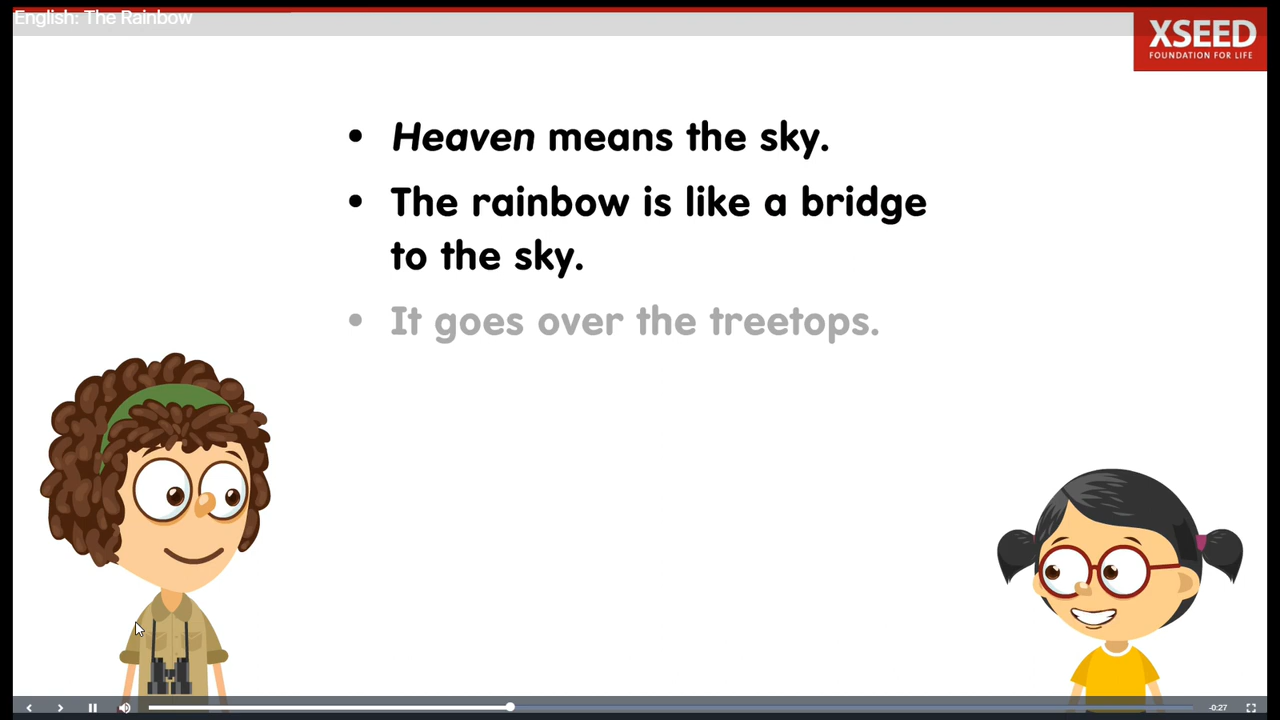 English: The Rainbow
XSEED
FOUNDATION FOR LIFE
• Heaven means the sky.
• The rainbow is like a bridge
to the sky.
• It goes over the treetops.
-0:27